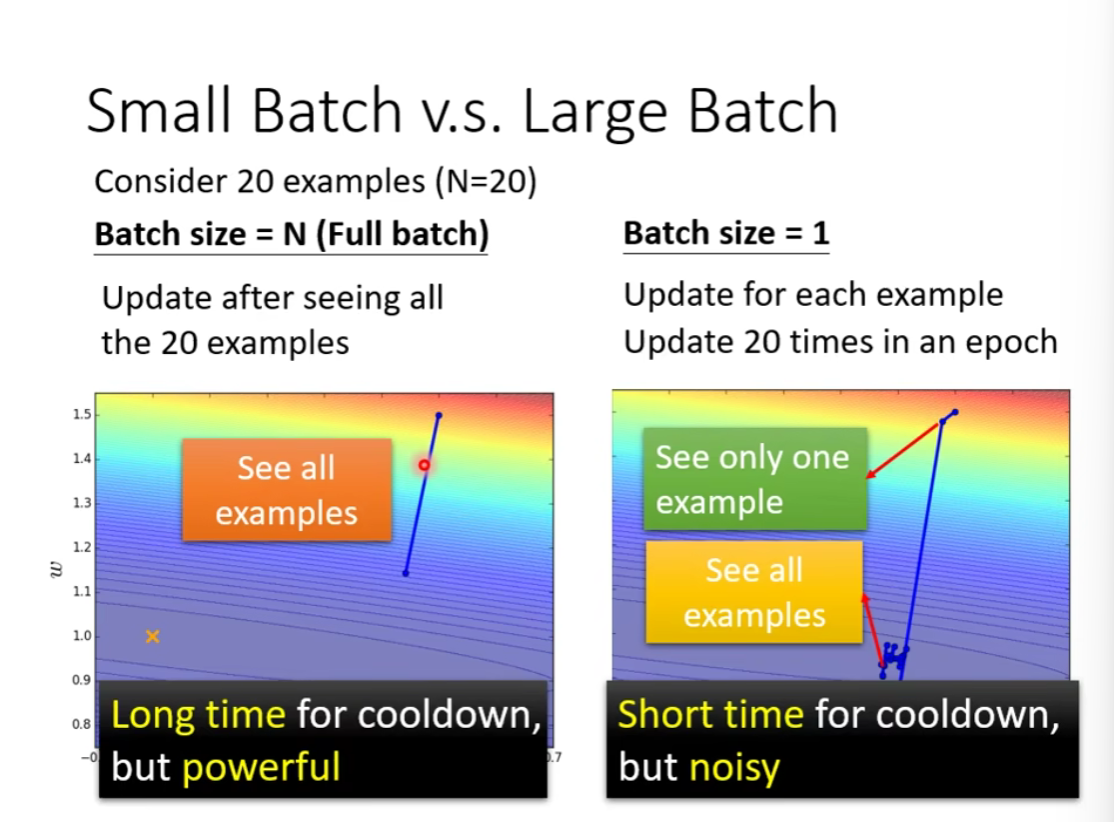 Small Batch v.s. Large Batch
Consider 20 examples (N=20)
Batch size = N (Full batch)
Update after seeing all
the 20 examples
Batch size = 1
Update for each example
Update 20 times in an epoch
1.5
1.4
1.3
1.2
1.1
1.0
0.9
0.8
w
See all
examples
Long time for cooldown,
but powerful
See only one
example
See all
examples
Short time for cooldown,
but noisy